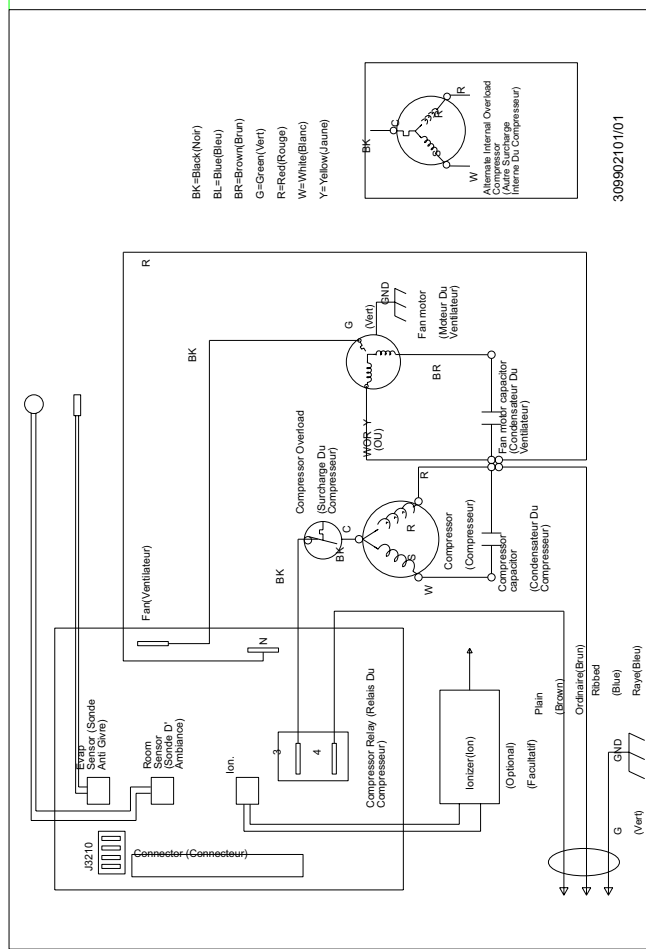 BK=Black(Noir)
BL=Blue(Bleu)
BR=Brown(Brun)
G=Green(Vert)
R=Red(Rouge)
W=White(Blanc)
Y=Yellow(Jaune)
BK
C
R
S
R
W
Alternate Internal Overload
Compressor
(Autre Surcharge
Interne Du Compresseur)
309902101/01
R
BK
Evap
Sensor (Sonde
Anti Givre)
Room
Sensor
(Sonde D'
Ambiance)
Fan(Ventilateur)
N
J3210
Connector (Connecteur)
Ion.
3
4
Compressor Relay (Relais Du
Compresseur)
BK
Compressor Overload
(Surcharge Du
Compresseur)
BK
C
S
R
W
R
Compressor
(Compresseur)
Compressor
capacitor
(Condensateur Du
Compresseur)
G
(Vert)
GND
Fan motor
(Moteur Du
Ventilateur)
WOR Y
(OU)
BR
Fan motor capacitor
(Condensateur Du
Ventilateur)
Ionizer(Ion)
(Optional)
(Facultatif)
Plain
(Brown)
Ordinaire(Brun)
Ribbed
(Blue)
Raye(Bleu)
G
(Vert)
GND